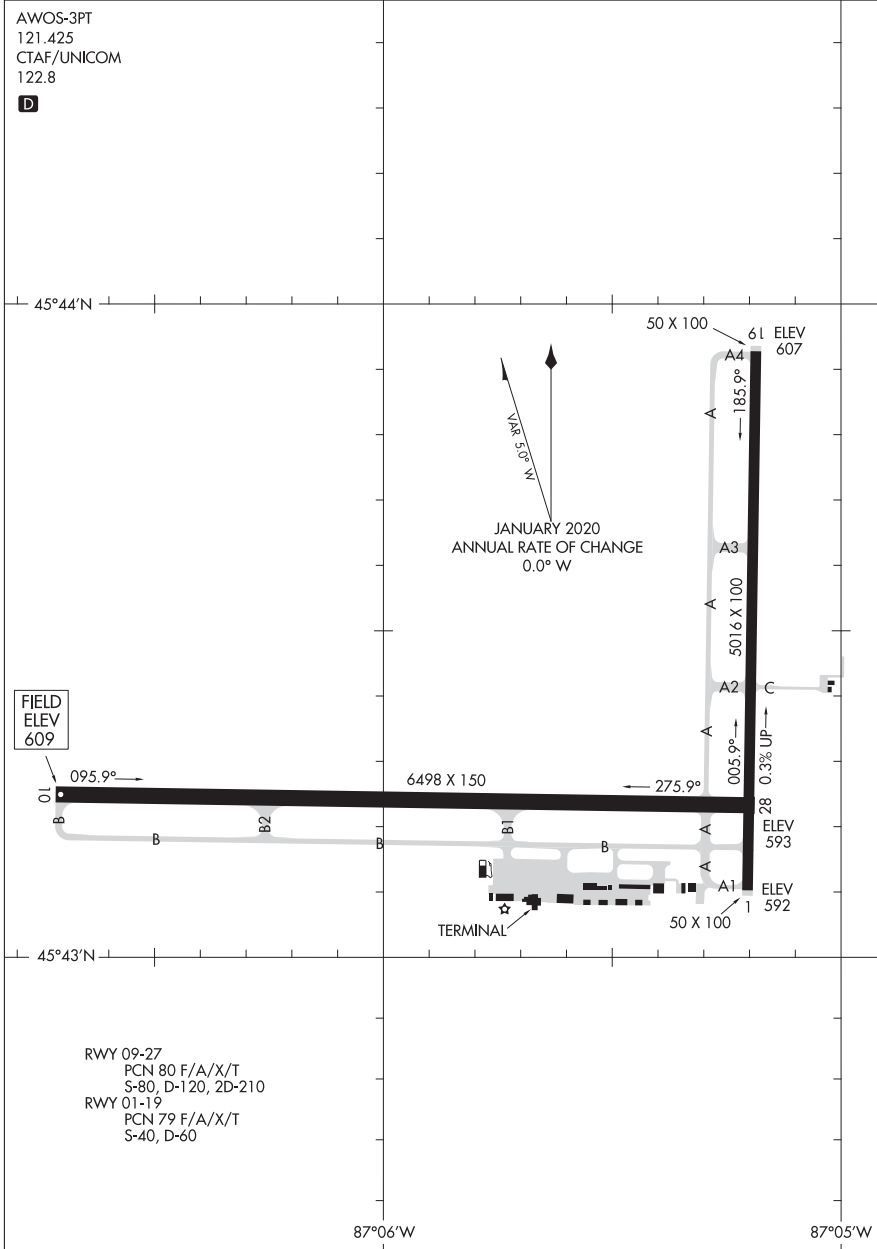 AWOS-3PT
121.425
CTAF/UNICOM
122.8
D
45°44'N
50 X 100
19 ELEV
607
A4
185.9°
A
VAR 5.0° W
JANUARY 2020
ANNUAL RATE OF CHANGE
0.0° W
A3
A
5016 X 100
A2
C
A
005.9°
0.3% UP
FIELD
ELEV
609
095.9°
6498 X 150
275.9°
10
28
B
B2
B1
A
ELEV
593
B
B
B
A
A1
ELEV
592
1
50 X 100
TERMINAL
45°43'N
RWY 09-27
PCN 80 F/A/X/T
S-80, D-120, 2D-210
RWY 01-19
PCN 79 F/A/X/T
S-40, D-60
87°06'W
87°05'W